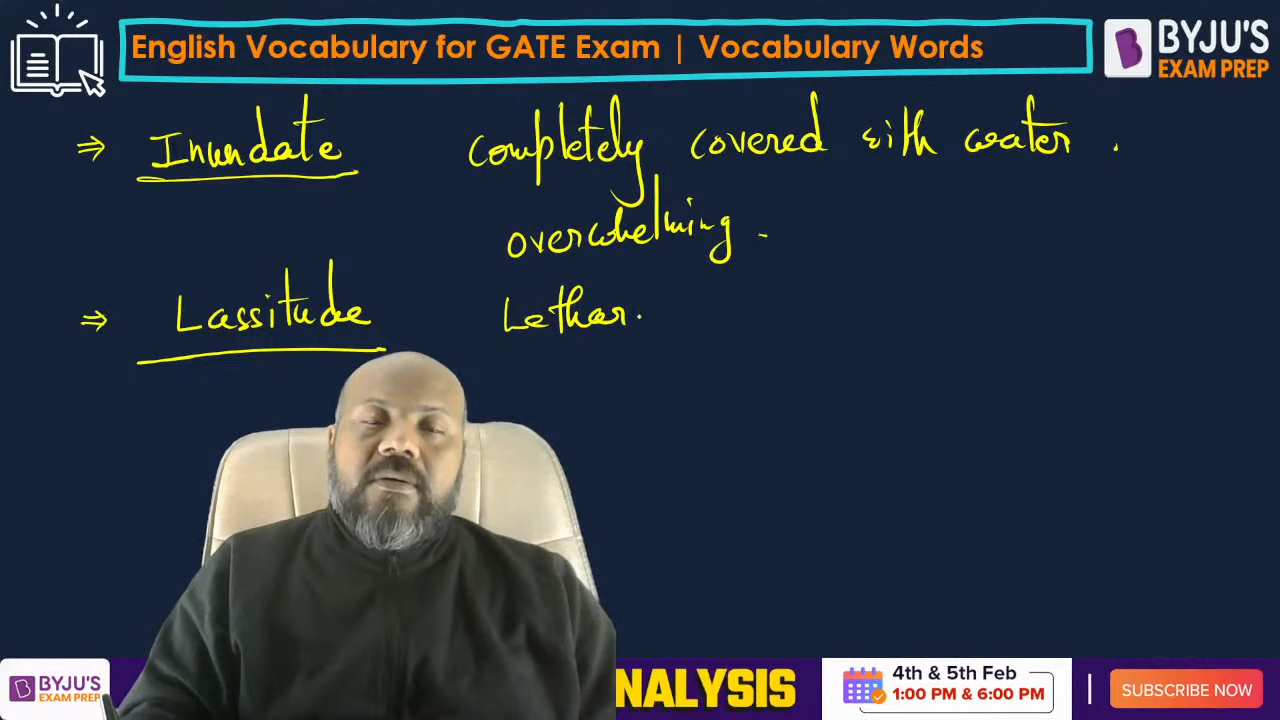 English Vocabulary for GATE Exam | Vocabulary Words
BYJU'S
EXAM PREP
⇒ Inundate completely covered with water.
overwhelming.
⇒ Lassitude Lethar.
BYJU'S
EXAM PREP
NALYSIS
4th & 5th Feb
1:00 PM & 6:00 PM
SUBSCRIBE NOW